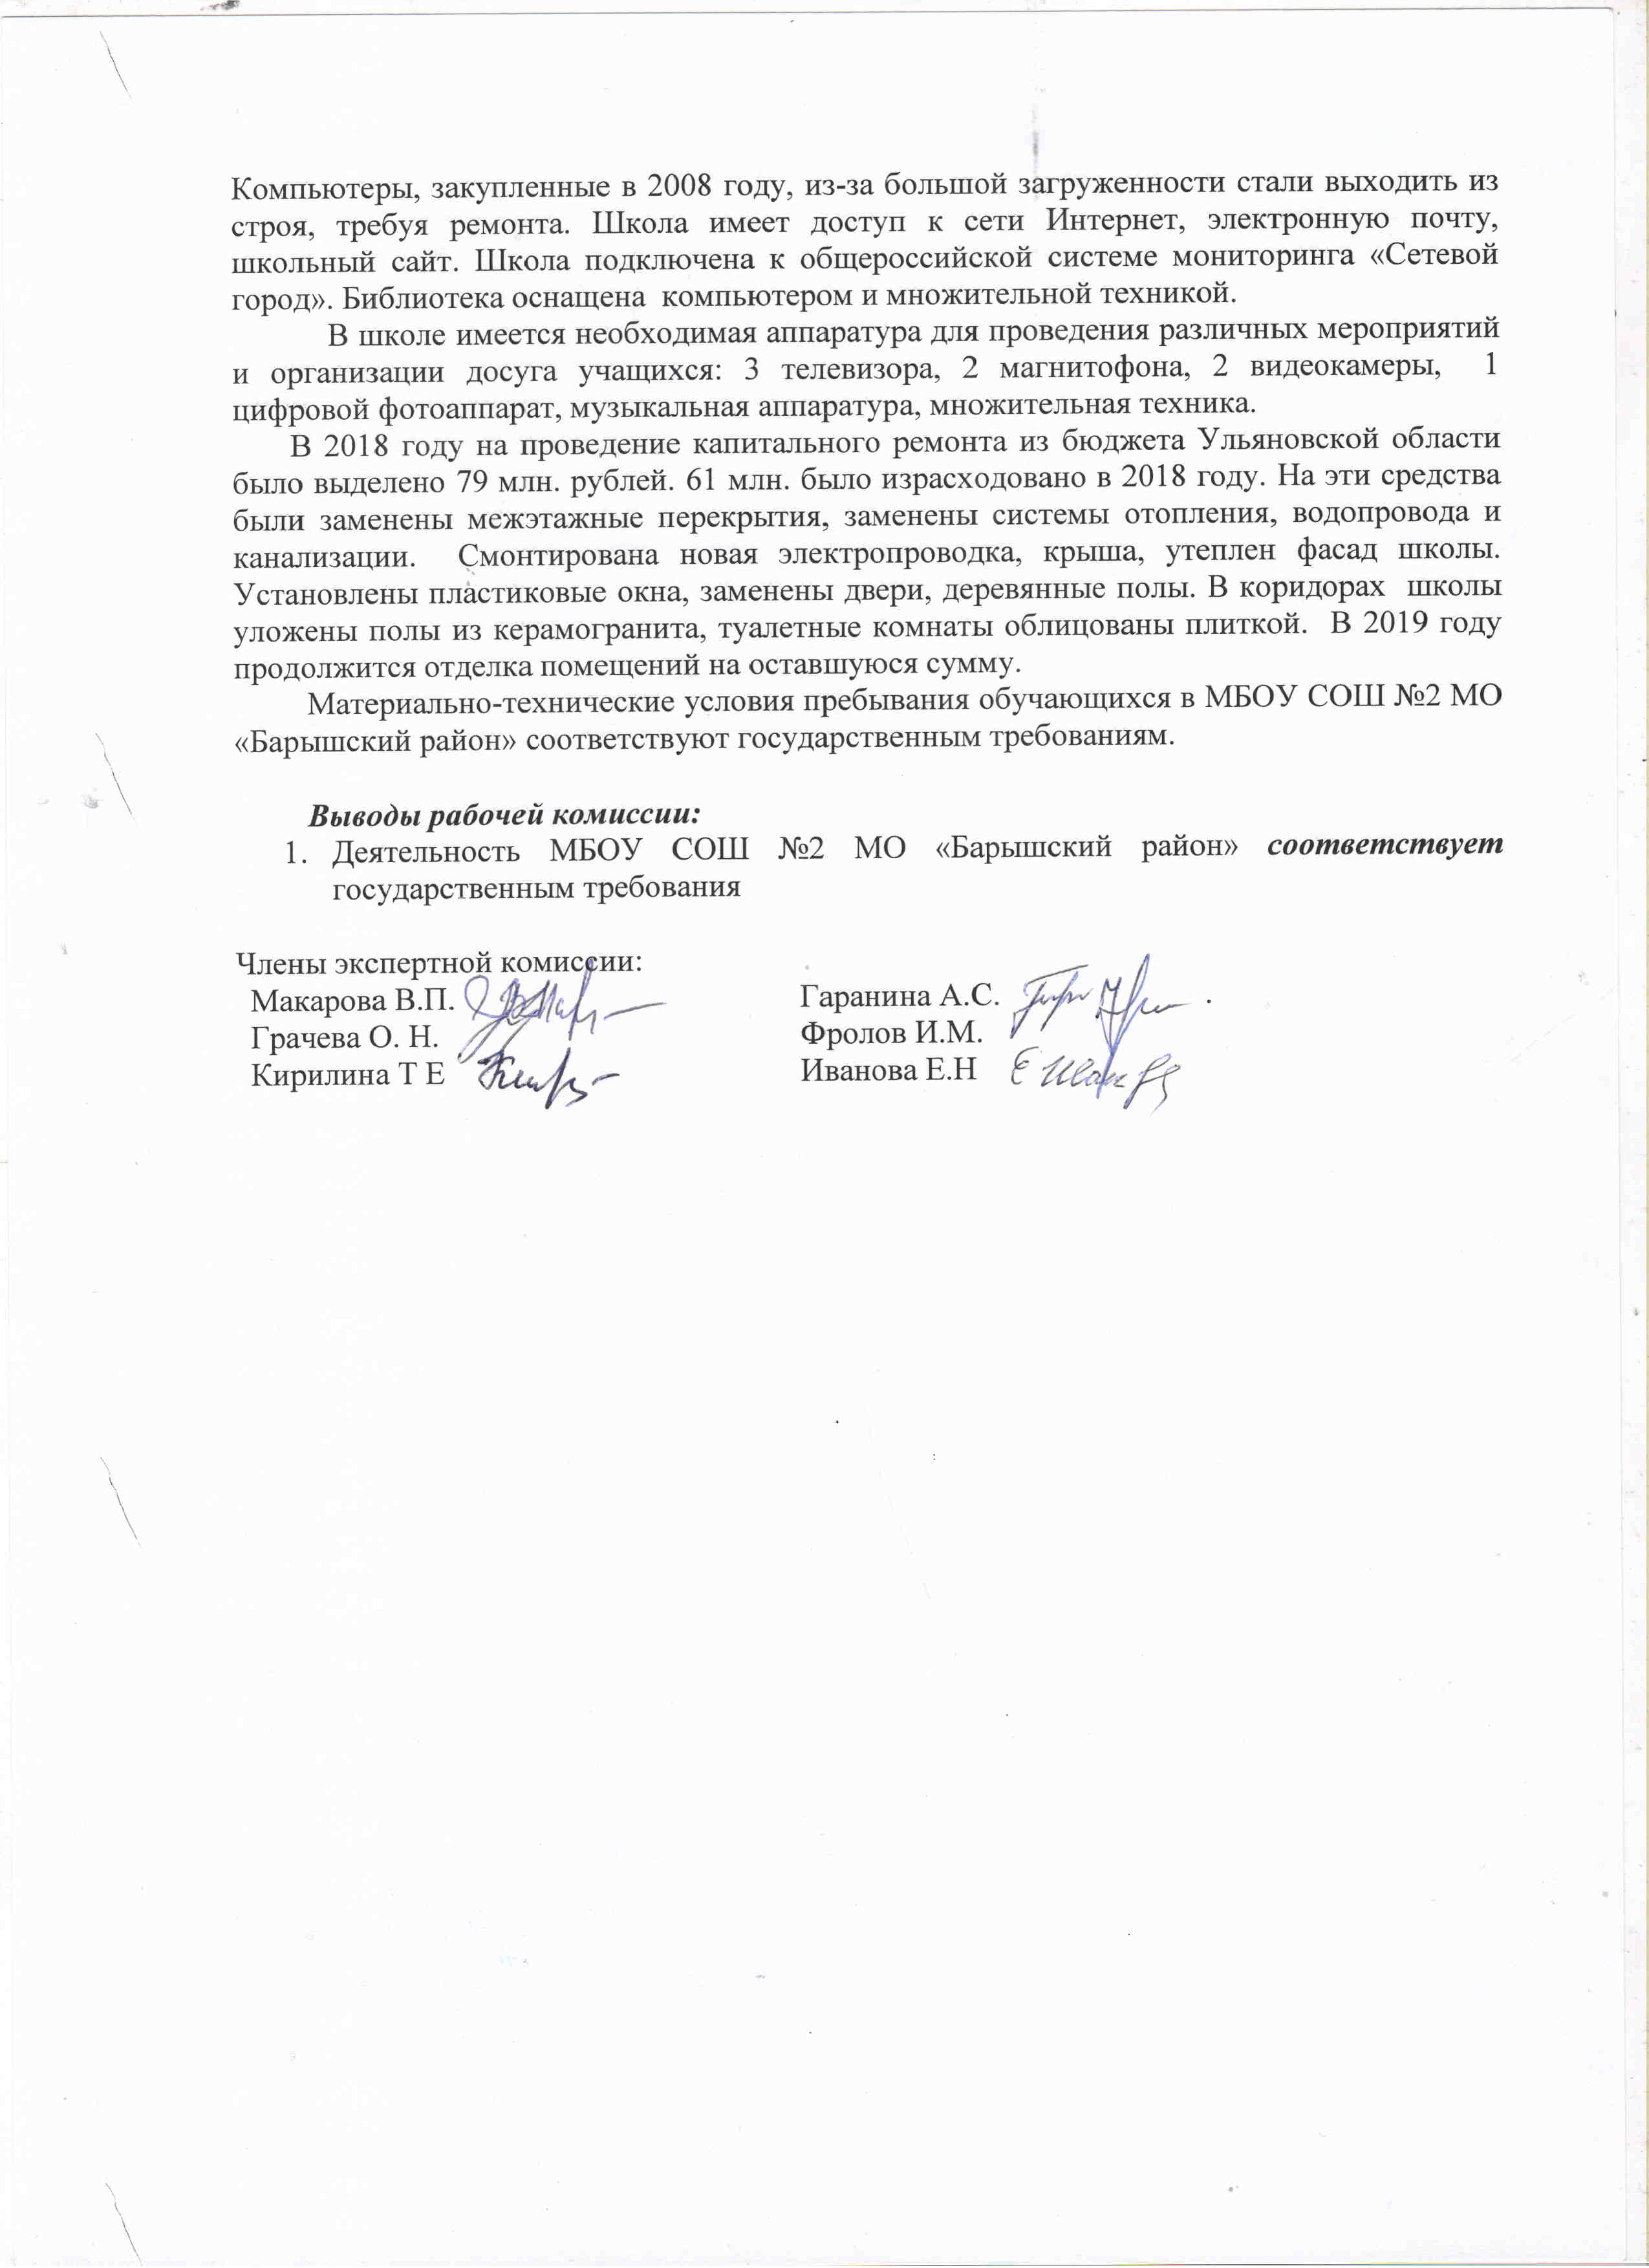 Компьютеры, закупленные в 2008 году, из-за большой загруженности стали выходить из
строя, требуя ремонта. Школа имеет доступ к сети Интернет, электронную почту,
школьный сайт. Школа подключена к общероссийской системе мониторинга «Сетевой
город». Библиотека оснащена компьютером и множительной техникой.
В школе имеется необходимая аппаратура для проведения различных мероприятий
и организации досуга учащихся: 3 телевизора, 2 магнитофона, 2 видеокамеры, 1
цифровой фотоаппарат, музыкальная аппаратура, множительная техника.
В 2018 году на проведение капитального ремонта из бюджета Ульяновской области
было выделено 79 млн. рублей. 61 млн. было израсходовано в 2018 году. На эти средства
были заменены межэтажные перекрытия, заменены системы отопления, водопровода и
канализации. Смонтирована новая электропроводка, крыша, утеплен фасад школы.
Установлены пластиковые окна, заменены двери, деревянные полы. В коридорах школы
уложены полы из керамогранита, туалетные комнаты облицованы плиткой. В 2019 году
продолжится отделка помещений на оставшуюся сумму.
Материально-технические условия пребывания обучающихся в МБОУ СОШ №2 МО
«Барышский район» соответствуют государственным требованиям.
Выводы рабочей комиссии:
1. Деятельность МБОУ СОШ №2 МО «Барышский район» соответствует
государственным требования
Члены экспертной комиссии:
Макарова В.П. Гаранина А.С.
Грачева О. Н. Фролов И.М.
Кирилина Т Е Иванова Е.Н